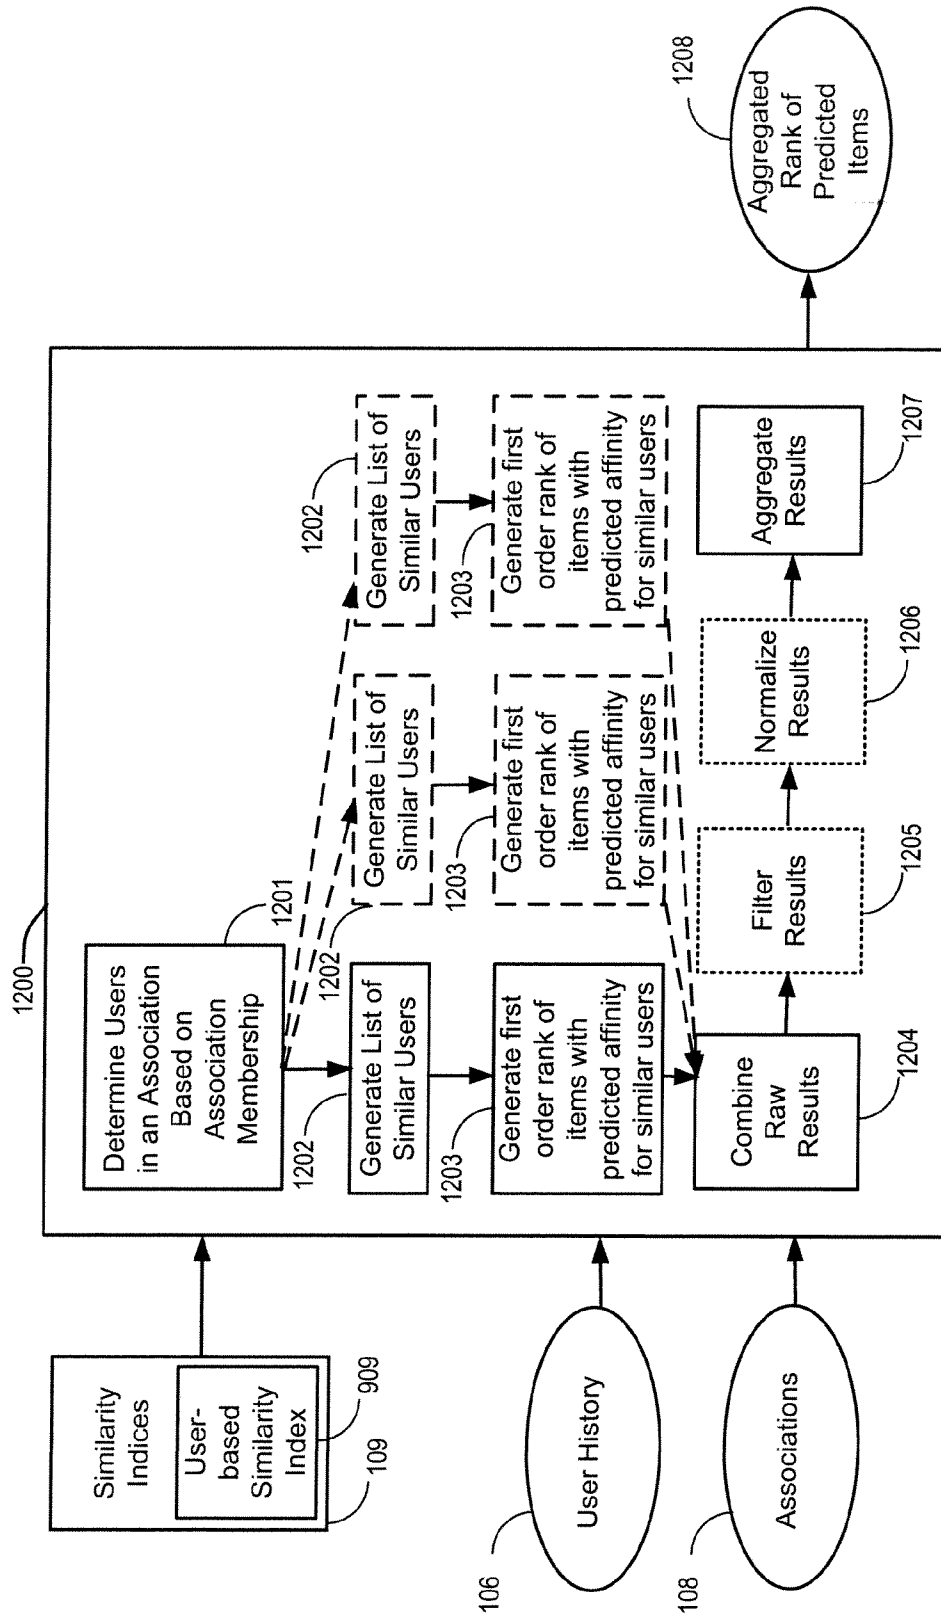 1200
Similarity
Indices
User-
based
Similarity
Index
909
109
106
User History
108
Associations
Determine Users
in an Association
Based on
Association
Membership
1201
1202
Generate List of
Similar Users
1202
Generate List of
Similar Users
1202
Generate List of
Similar Users
1203
Generate first
order rank of
items with
predicted affinity
for similar users
1203
Generate first
order rank of
items with
predicted affinity
for similar users
1203
Generate first
order rank of
items with
predicted affinity
for similar users
Combine
Raw
Results
1204
Filter
Results
1205
Normalize
Results
1206
Aggregate
Results
1207
1208
Aggregated
Rank of
Predicted
Items